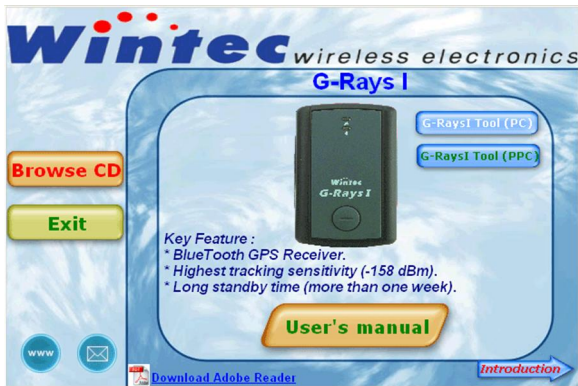 Wintec wireless electronics
G-Rays I
G-RaysI Tool (PC)
G-RaysI Tool (PPC)
Wintec
G-Rays I
Browse CD
Exit
Key Feature :
* BlueTooth GPS Receiver.
* Highest tracking sensitivity (-158 dBm).
* Long standby time (more than one week).
User's manual
www
Download Adobe Reader
Introduction